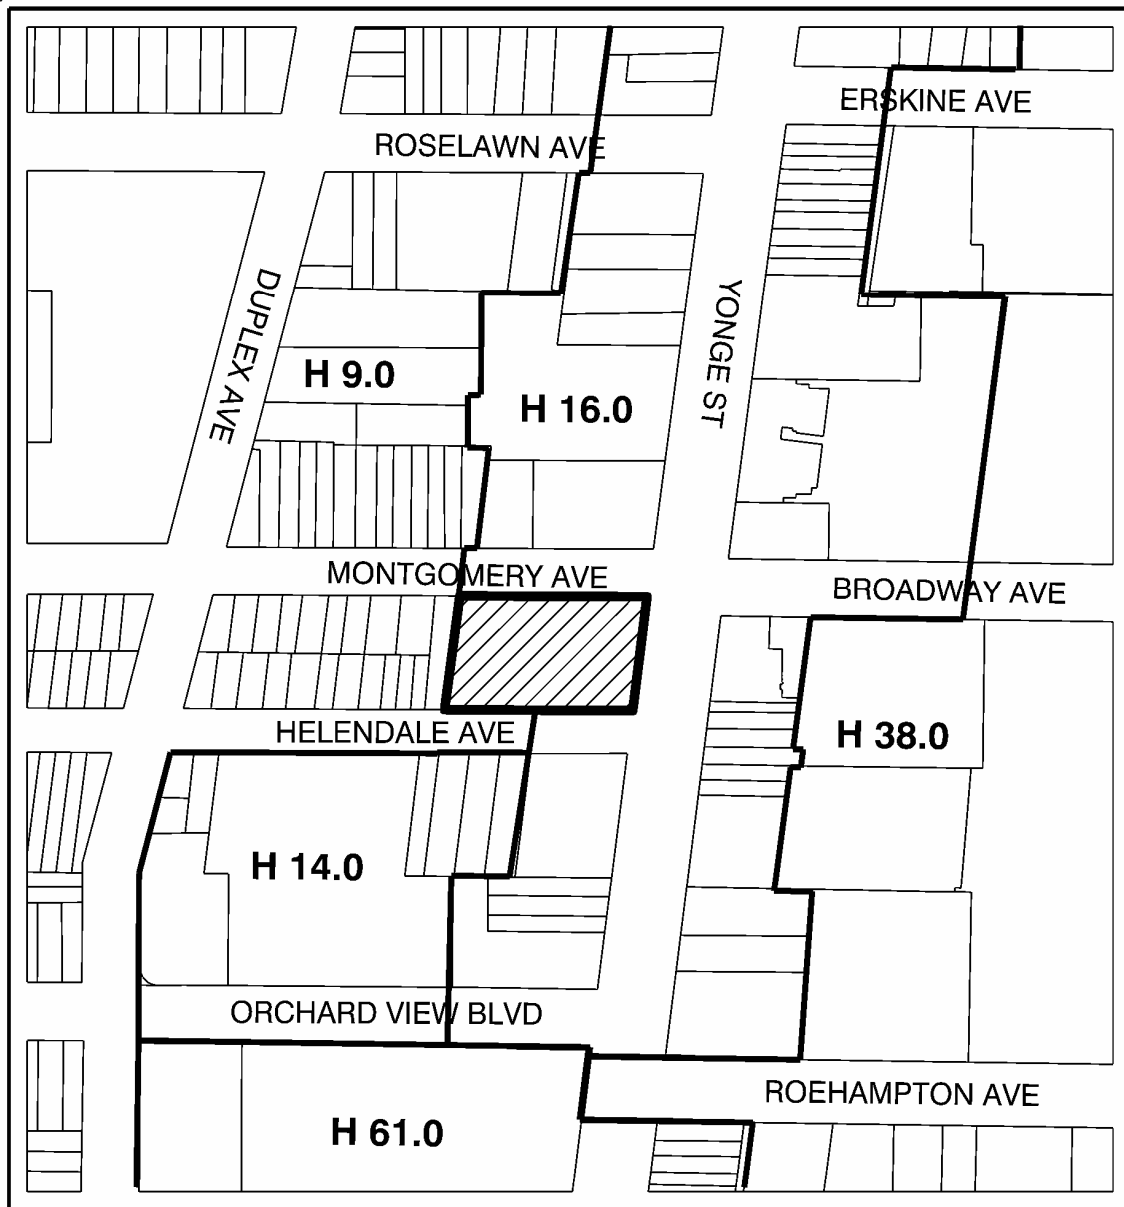 ERSKINE AVE
ROSELAWN AVE
DUPLEX AVE
YONGE ST
H 9.0
H 16.0
MONTGOMERY AVE
BROADWAY AVE
HELENDALE AVE
H 38.0
H 14.0
ORCHARD VIEW BLVD
ROEHAMPTON AVE
H 61.0